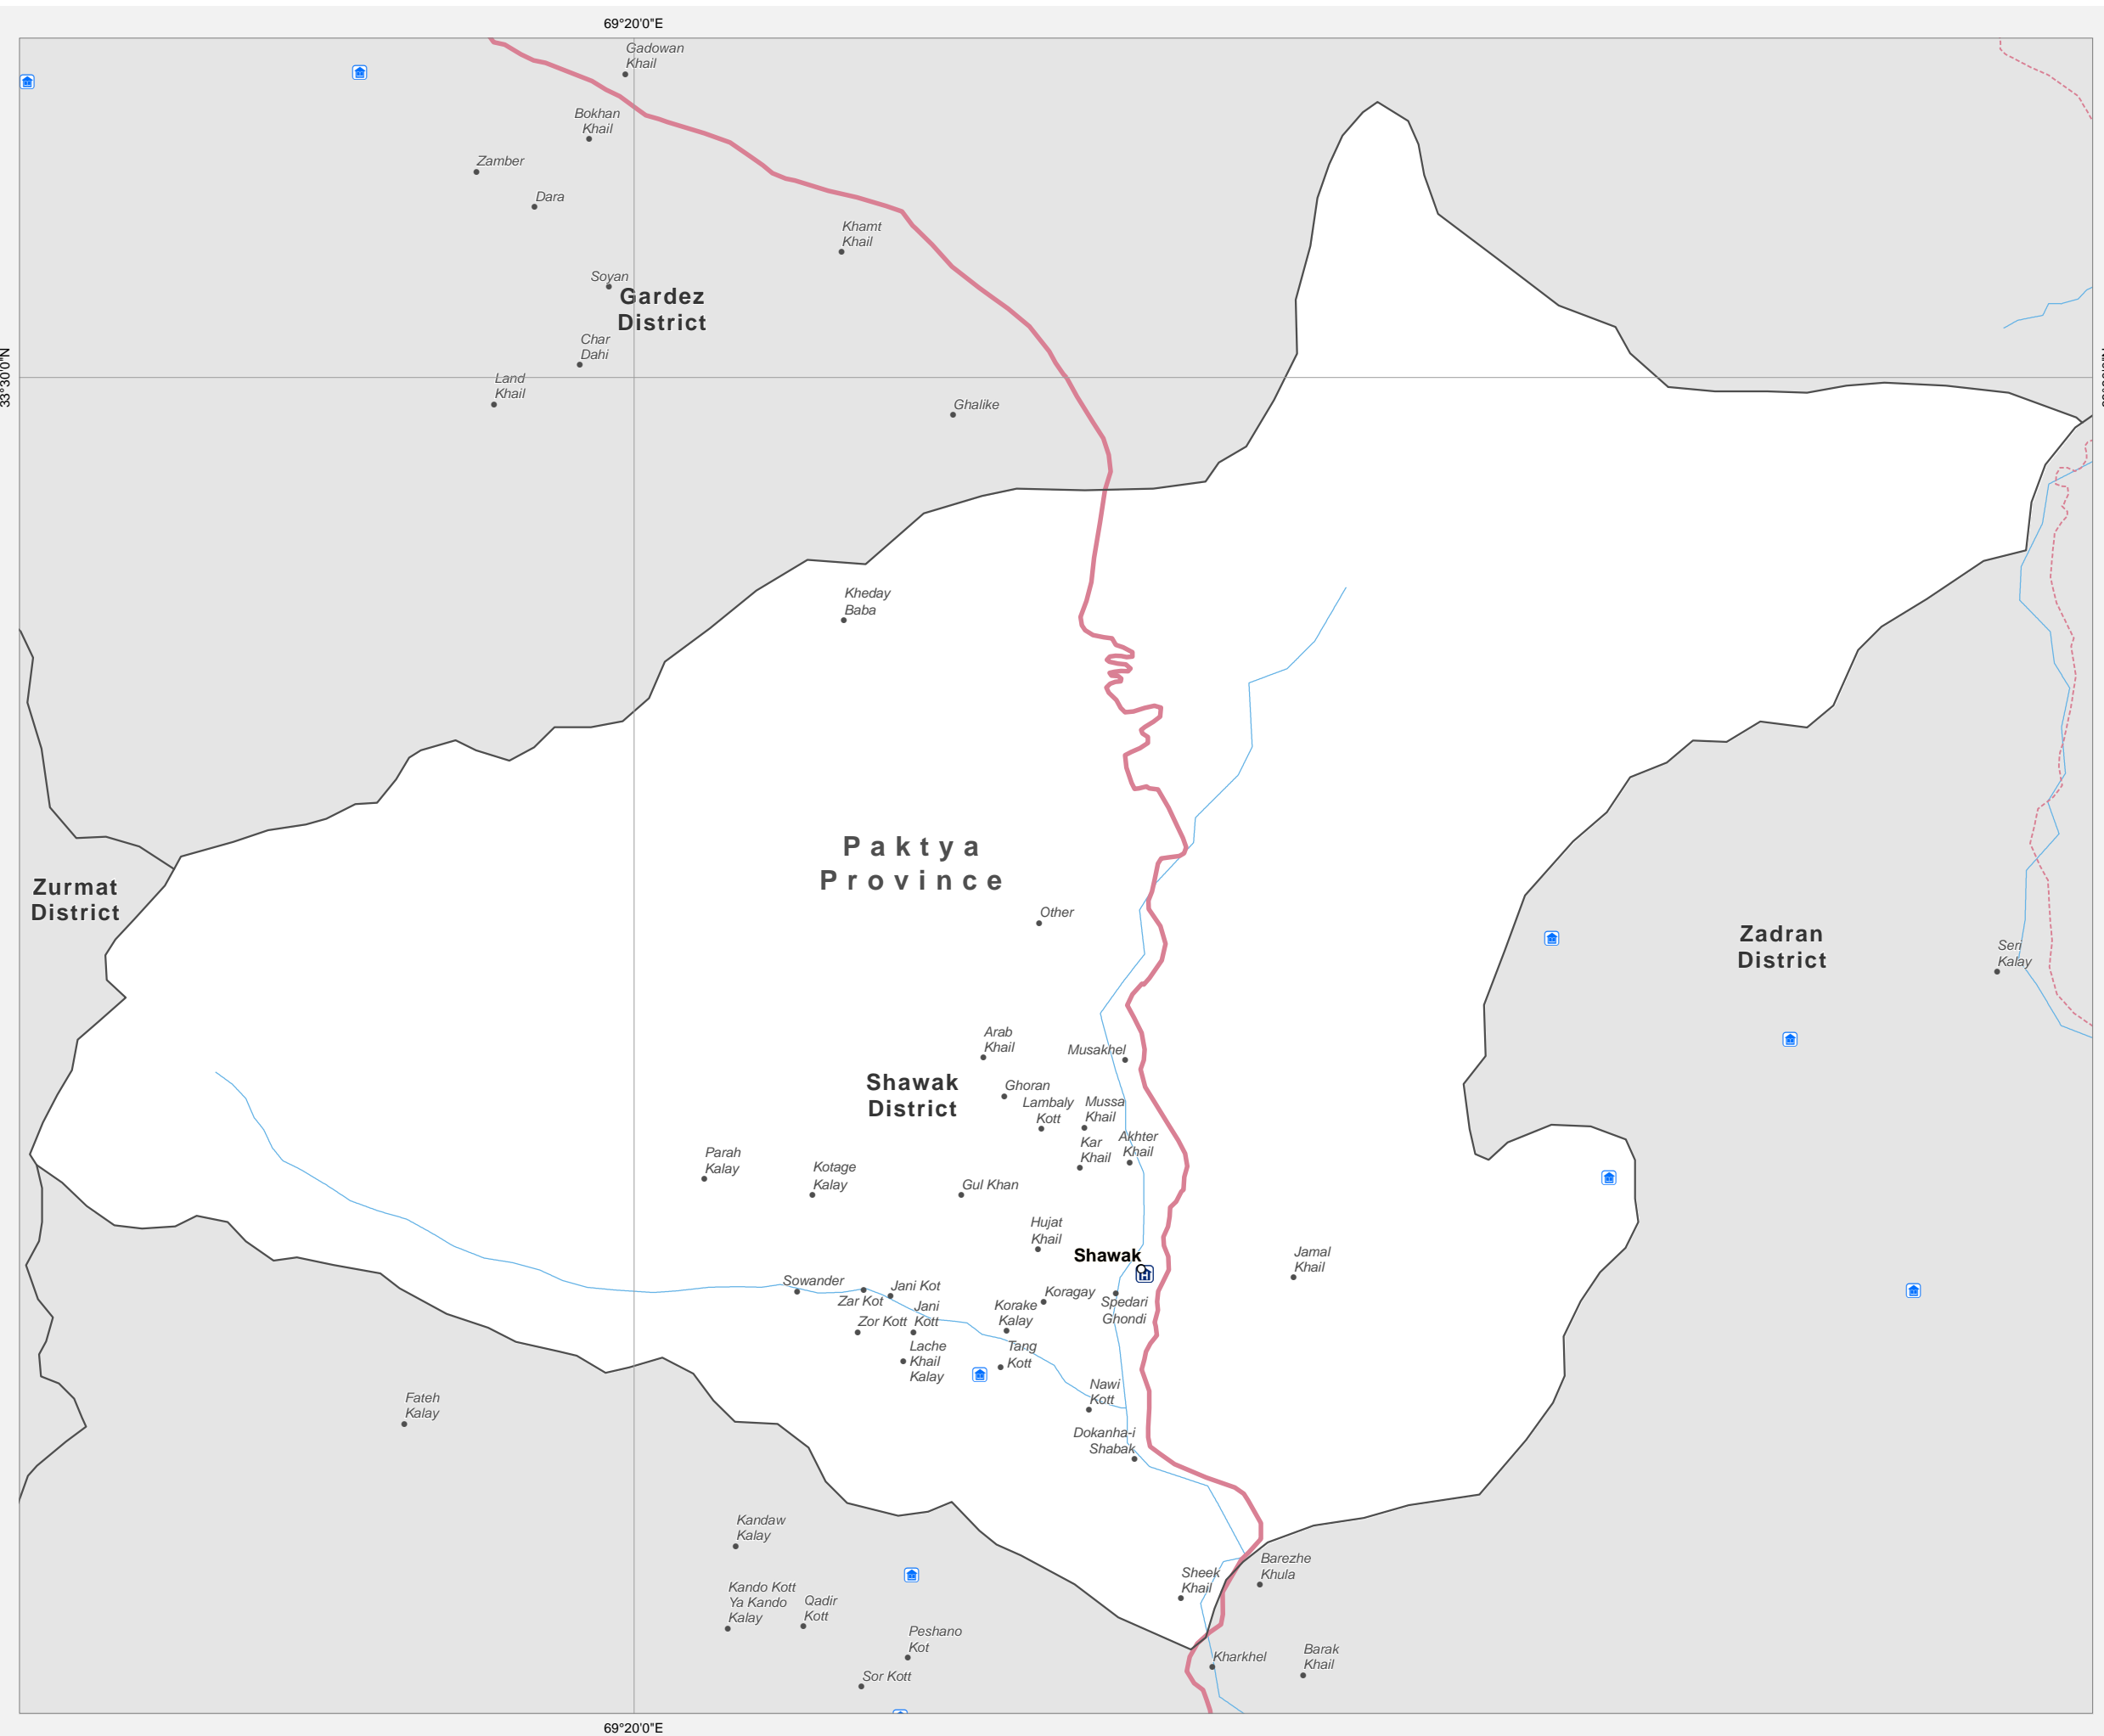 69°20'0"E
Gadowan
Khail
Bokhan
Khail
Zamber
Dara
Khamt
Khail
Soyan
Gardez
District
Char
Dahi
33°30'0"N
Land
Khail
Ghalike
Kheday
Baba
Paktya
Province
Zurmat
District
Other
Zadran
District
Seri
Kalay
Arab
Khail
Musakhel
Shawak
District
Ghoran
Lambaly
Kott
Mussa
Khail
Kar
Khail
Akhter
Khail
Parah
Kalay
Kotage
Kalay
Gul Khan
Hujat
Khail
Shawak
Jamal
Khail
Sowander
Zar Kot
Jani Kot
Jani
Kott
Zor Kott
Koragay
Korake
Kalay
Spedari
Ghondi
Lache
Khail
Kalay
Tang
Kott
Nawi
Kott
Fateh
Kalay
Dokanha-i
Shabak
Kandaw
Kalay
Sheek
Khail
Barezhe
Khula
Kando Kott
Ya Kando
Kalay
Qadir
Kott
Peshano
Kot
Sor Kott
Kharkhel
Barak
Khail
69°20'0"E